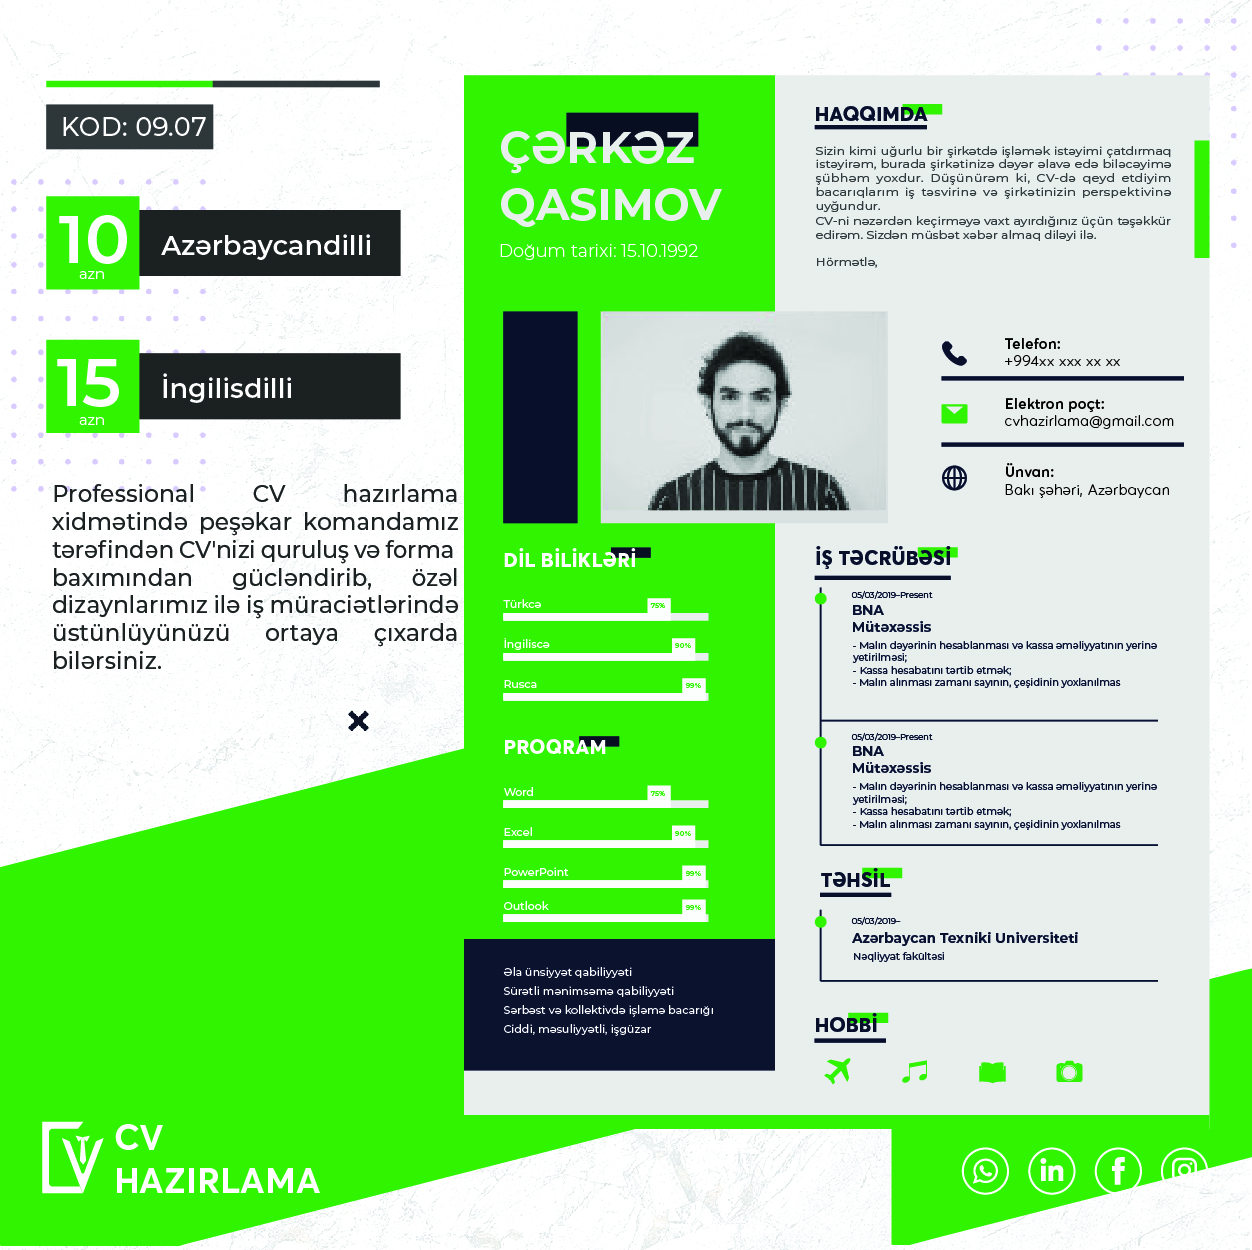 KOD: 09.07
10
azn
Azərbaycandilli
15
azn
İngilisdilli
Professional CV hazırlama
xidmətində peşəkar komandamız
tərəfindən CV'nizi quruluş və forma
baxımından gücləndirib, özəl
dizaynlarımız ilə iş müraciətlərində
üstünlüyünüzü ortaya çıxarda
bilərsiniz.
CV
HAZIRLAMA
ÇƏRKƏZ
QASIMOV
Doğum tarixi: 15.10.1992
DİL BİLİKLƏRİ
Türkcə 75%
İngiliscə 90%
Rusca 99%
PROQRAM
Word 75%
Excel 90%
PowerPoint 99%
Outlook 99%
Əla ünsiyyət qabiliyyəti
Sürətli mənimsəmə qabiliyyəti
Sərbəst və kollektivdə işləmə bacarığı
Ciddi, məsuliyyətli, işgüzar
HAQQIMDA
Sizin kimi uğurlu bir şirkətdə işləmək istəyimi çatdırmaq
istəyirəm, burada şirkətinizə dəyər əlavə edə biləcəyimə
şübhəm yoxdur. Düşünürəm ki, CV-də qeyd etdiyim
bacarıqlarım iş təsvirinə və şirkətinizin perspektivinə
uyğundur.
CV-ni nəzərdən keçirməyə vaxt ayırdığınız üçün təşəkkür
edirəm. Sizdən müsbət xəbər almaq diləyi ilə.
Hörmətlə,
Telefon:
+994xx xxx xx xx
Elektron poçt:
cvhazirlama@gmail.com
Ünvan:
Bakı şəhəri, Azərbaycan
İŞ TƏCRÜBƏSİ
05/03/2019–Present
BNA
Mütəxəssis
- Malın dəyərinin hesablanması və kassa əməliyyatının yerinə
yetirilməsi;
- Kassa hesabatını tərtib etmək;
- Malın alınması zamanı sayının, çeşidinin yoxlanılmas
05/03/2019–Present
BNA
Mütəxəssis
- Malın dəyərinin hesablanması və kassa əməliyyatının yerinə
yetirilməsi;
- Kassa hesabatını tərtib etmək;
- Malın alınması zamanı sayının, çeşidinin yoxlanılmas
TƏHSİL
05/03/2019–
Azərbaycan Texniki Universiteti
Nəqliyyat fakültəsi
HOBBİ